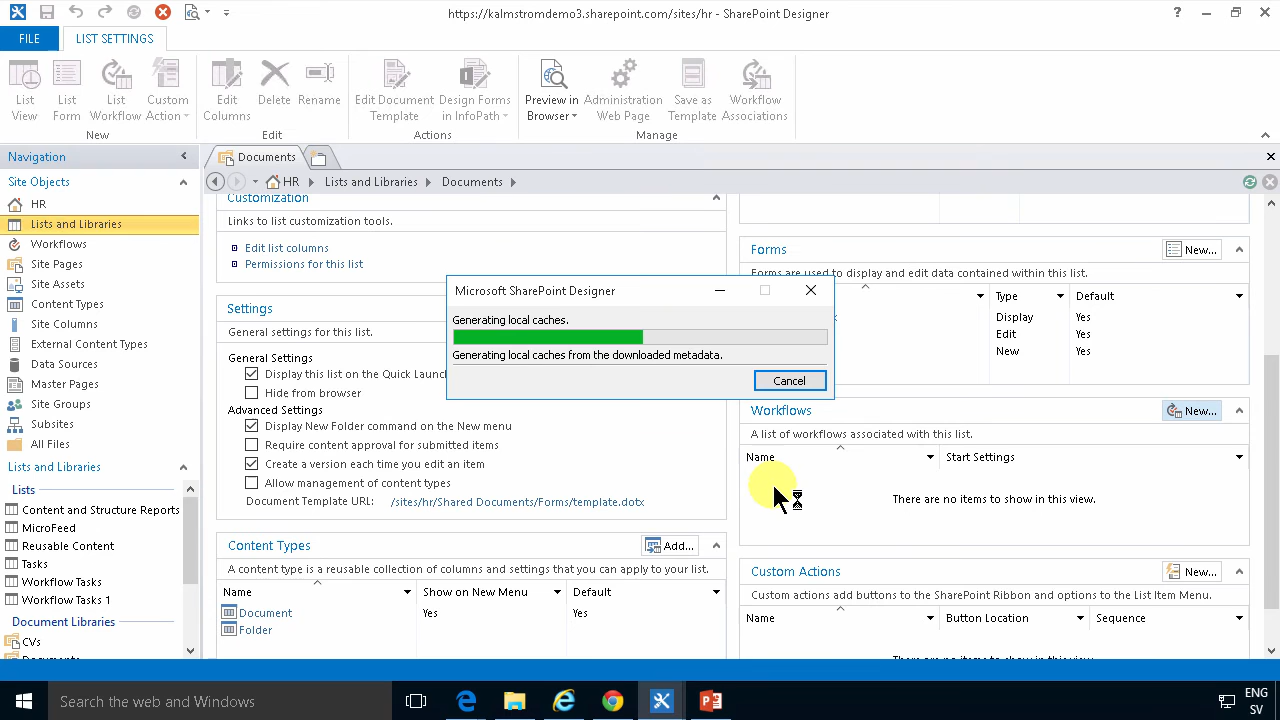 https://kalmstromdemo3.sharepoint.com/sites/hr - SharePoint Designer
FILE
LIST SETTINGS
List View
List Form
List Workflow
Custom Action
New
Edit Columns
Delete
Rename
Edit
Edit Document Template
Design Forms in InfoPath
Actions
Preview in Browser
Administration Web Page
Save as Template
Workflow Associations
Manage
Navigation
Site Objects
HR
Lists and Libraries
Workflows
Site Pages
Site Assets
Content Types
Site Columns
External Content Types
Data Sources
Master Pages
Site Groups
Subsites
All Files
Lists and Libraries
Lists
Content and Structure Reports
MicroFeed
Reusable Content
Tasks
Workflow Tasks
Workflow Tasks 1
Document Libraries
CVs
Documents
Documents
HR
Lists and Libraries
Documents
Customization
Links to list customization tools.
Edit list columns
Permissions for this list
Settings
General settings for this list.
General Settings
Display this list on the Quick Launch
Hide from browser
Advanced Settings
Display New Folder command on the New menu
Require content approval for submitted items
Create a version each time you edit an item
Allow management of content types
Document Template URL: /sites/hr/Shared Documents/Forms/template.dotx
Content Types
Add...
A content type is a reusable collection of columns and settings that you can apply to your list.
Name Show on New Menu Default
Document Yes Yes
Folder
Forms
New...
Forms are used to display and edit data contained within this list.
Type Default
Display Yes
Edit Yes
New Yes
Microsoft SharePoint Designer
Generating local caches.
Generating local caches from the downloaded metadata.
Cancel
Workflows
New...
A list of workflows associated with this list.
Name Start Settings
There are no items to show in this view.
Custom Actions
New...
Custom actions add buttons to the SharePoint Ribbon and options to the List Item Menu.
Name Button Location Sequence
There are no items to show in this view.
Search the web and Windows
ENG
SV